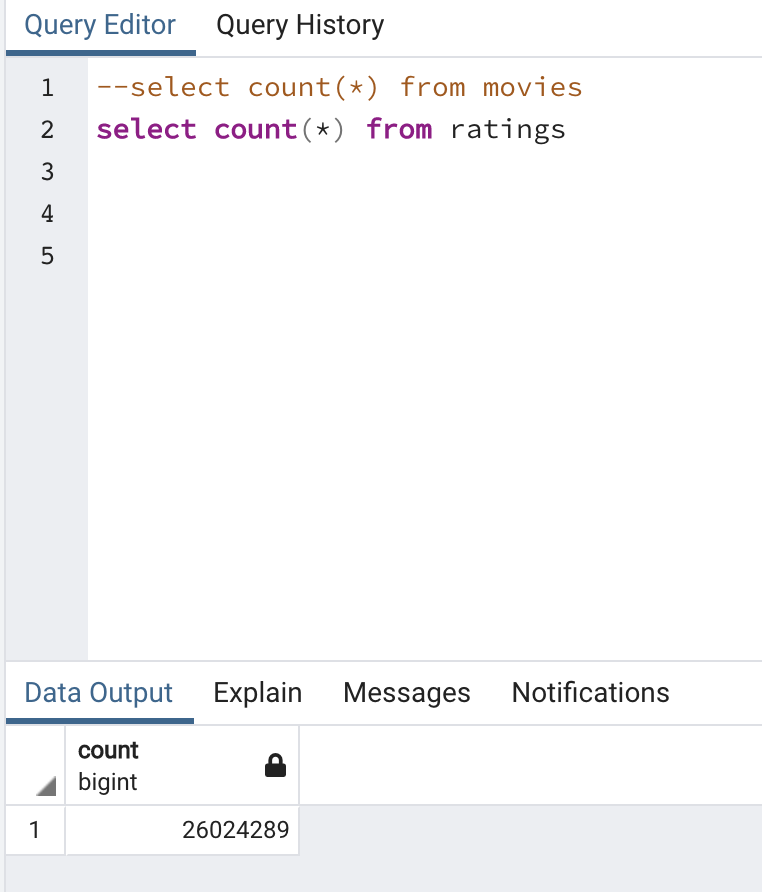 Query Editor Query History
1 --select count(*) from movies
2 select count(*) from ratings
3
4
5
Data Output Explain Messages Notifications
count
bigint
1 26024289